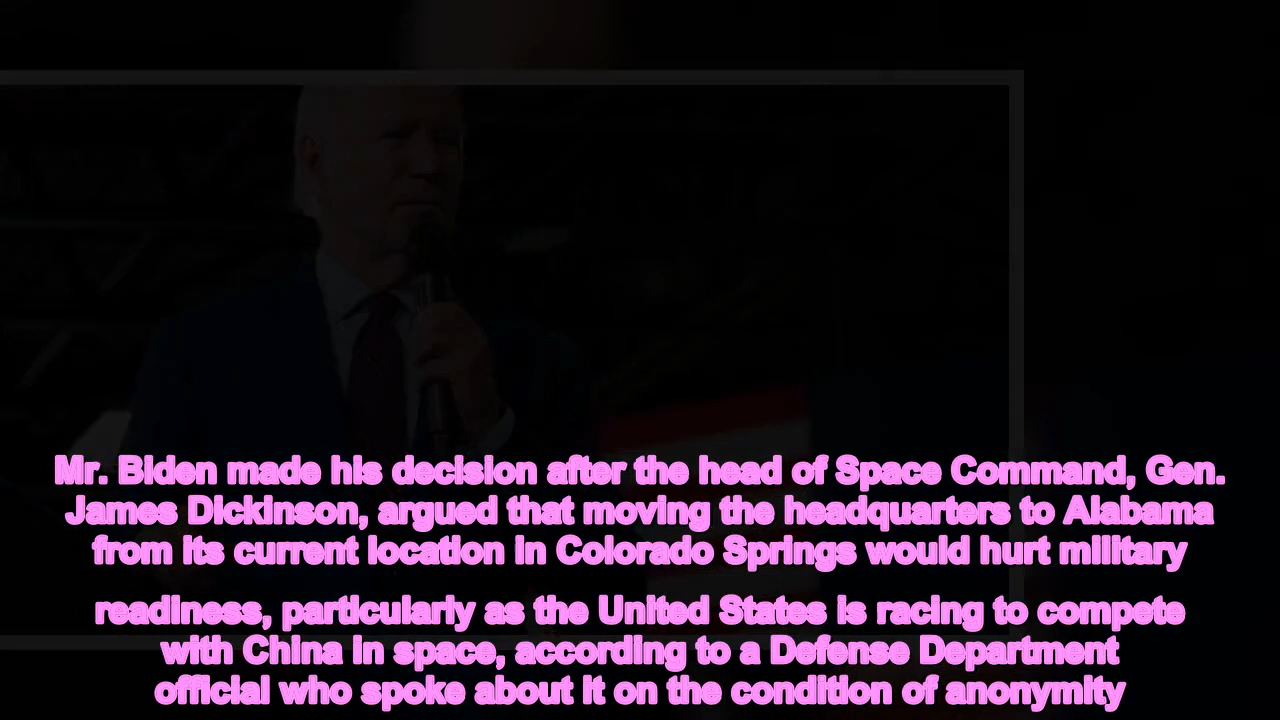 Mr. Biden made his decision after the head of Space Command, Gen.
James Dickinson, argued that moving the headquarters to Alabama
from its current location in Colorado Springs would hurt military
readiness, particularly as the United States is racing to compete
with China in space, according to a Defense Department
official who spoke about it on the condition of anonymity